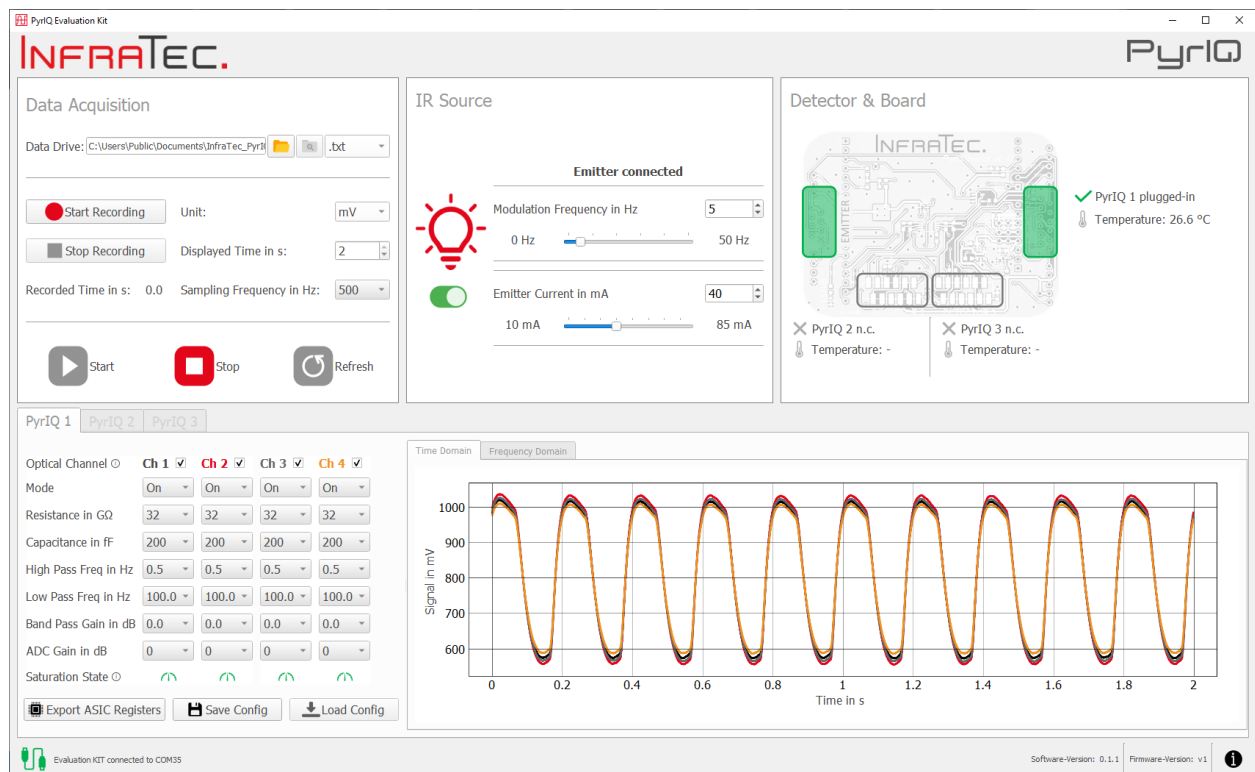 PyrIQ Evaluation Kit
INFRATEC.
PyrIQ
Data Acquisition
Data Drive: C:\Users\Public\Documents\InfraTec_PyrI .txt
Start Recording Unit: mV
Stop Recording Displayed Time in s: 2
Recorded Time in s: 0.0 Sampling Frequency in Hz: 500
Start Stop Refresh
IR Source
Emitter connected
Modulation Frequency in Hz 5
0 Hz 50 Hz
Emitter Current in mA 40
10 mA 85 mA
Detector & Board
INFRATEC.
EMITTER
PyrIQ 1 plugged-in
Temperature: 26.6 °C
PyrIQ 2 n.c. PyrIQ 3 n.c.
Temperature: - Temperature: -
PyrIQ 1 PyrIQ 2 PyrIQ 3
Optical Channel Ch 1 Ch 2 Ch 3 Ch 4
Mode On On On On
Resistance in GΩ 32 32 32 32
Capacitance in fF 200 200 200 200
High Pass Freq in Hz 0.5 0.5 0.5 0.5
Low Pass Freq in Hz 100.0 100.0 100.0 100.0
Band Pass Gain in dB 0.0 0.0 0.0 0.0
ADC Gain in dB 0 0 0 0
Saturation State
Export ASIC Registers Save Config Load Config
Time Domain Frequency Domain
Signal in mV
1000
900
800
700
600
0 0.2 0.4 0.6 0.8 1 1.2 1.4 1.6 1.8 2
Time in s
Evaluation KIT connected to COM35
Software-Version: 0.1.1 Firmware-Version: v1